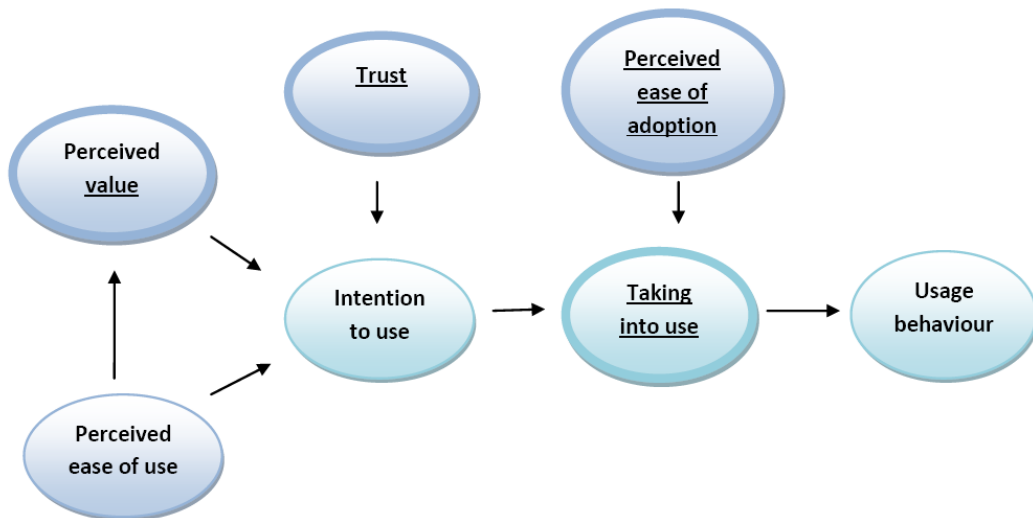 Trust
Perceived
ease of
adoption
Perceived
value
Intention
to use
Taking
into use
Usage
behaviour
Perceived
ease of use